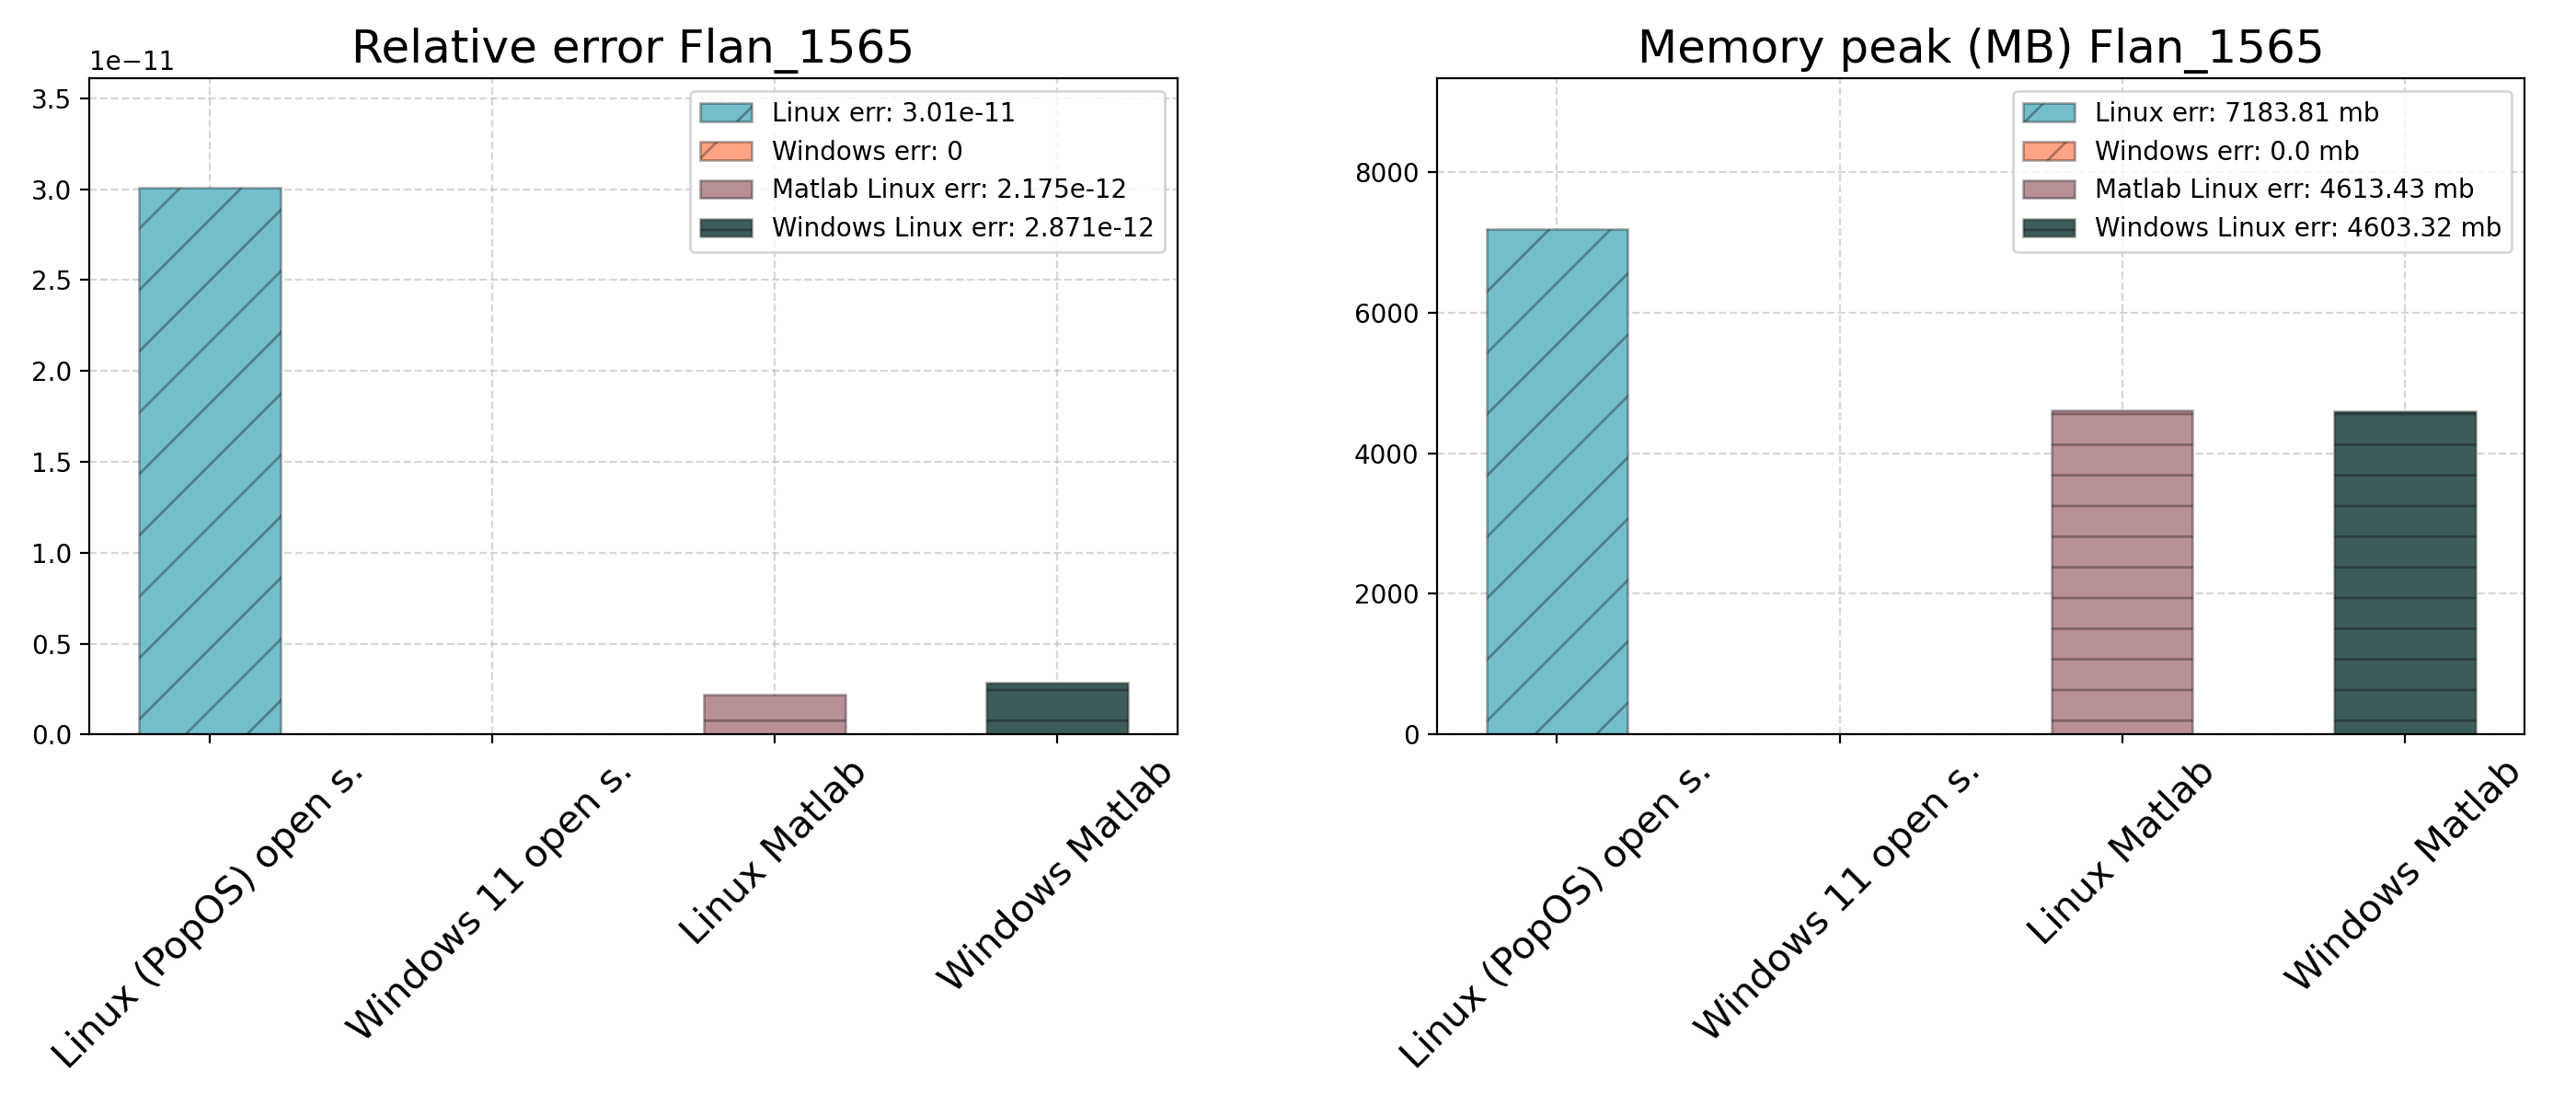 Relative error Flan_1565
1e−11
3.5
3.0
2.5
2.0
1.5
1.0
0.5
0.0
Linux err: 3.01e-11
Windows err: 0
Matlab Linux err: 2.175e-12
Windows Linux err: 2.871e-12
Linux (PopOS) open s.
Windows 11 open s.
Linux Matlab
Windows Matlab
Memory peak (MB) Flan_1565
8000
6000
4000
2000
0
Linux err: 7183.81 mb
Windows err: 0.0 mb
Matlab Linux err: 4613.43 mb
Windows Linux err: 4603.32 mb
Linux (PopOS) open s.
Windows 11 open s.
Linux Matlab
Windows Matlab